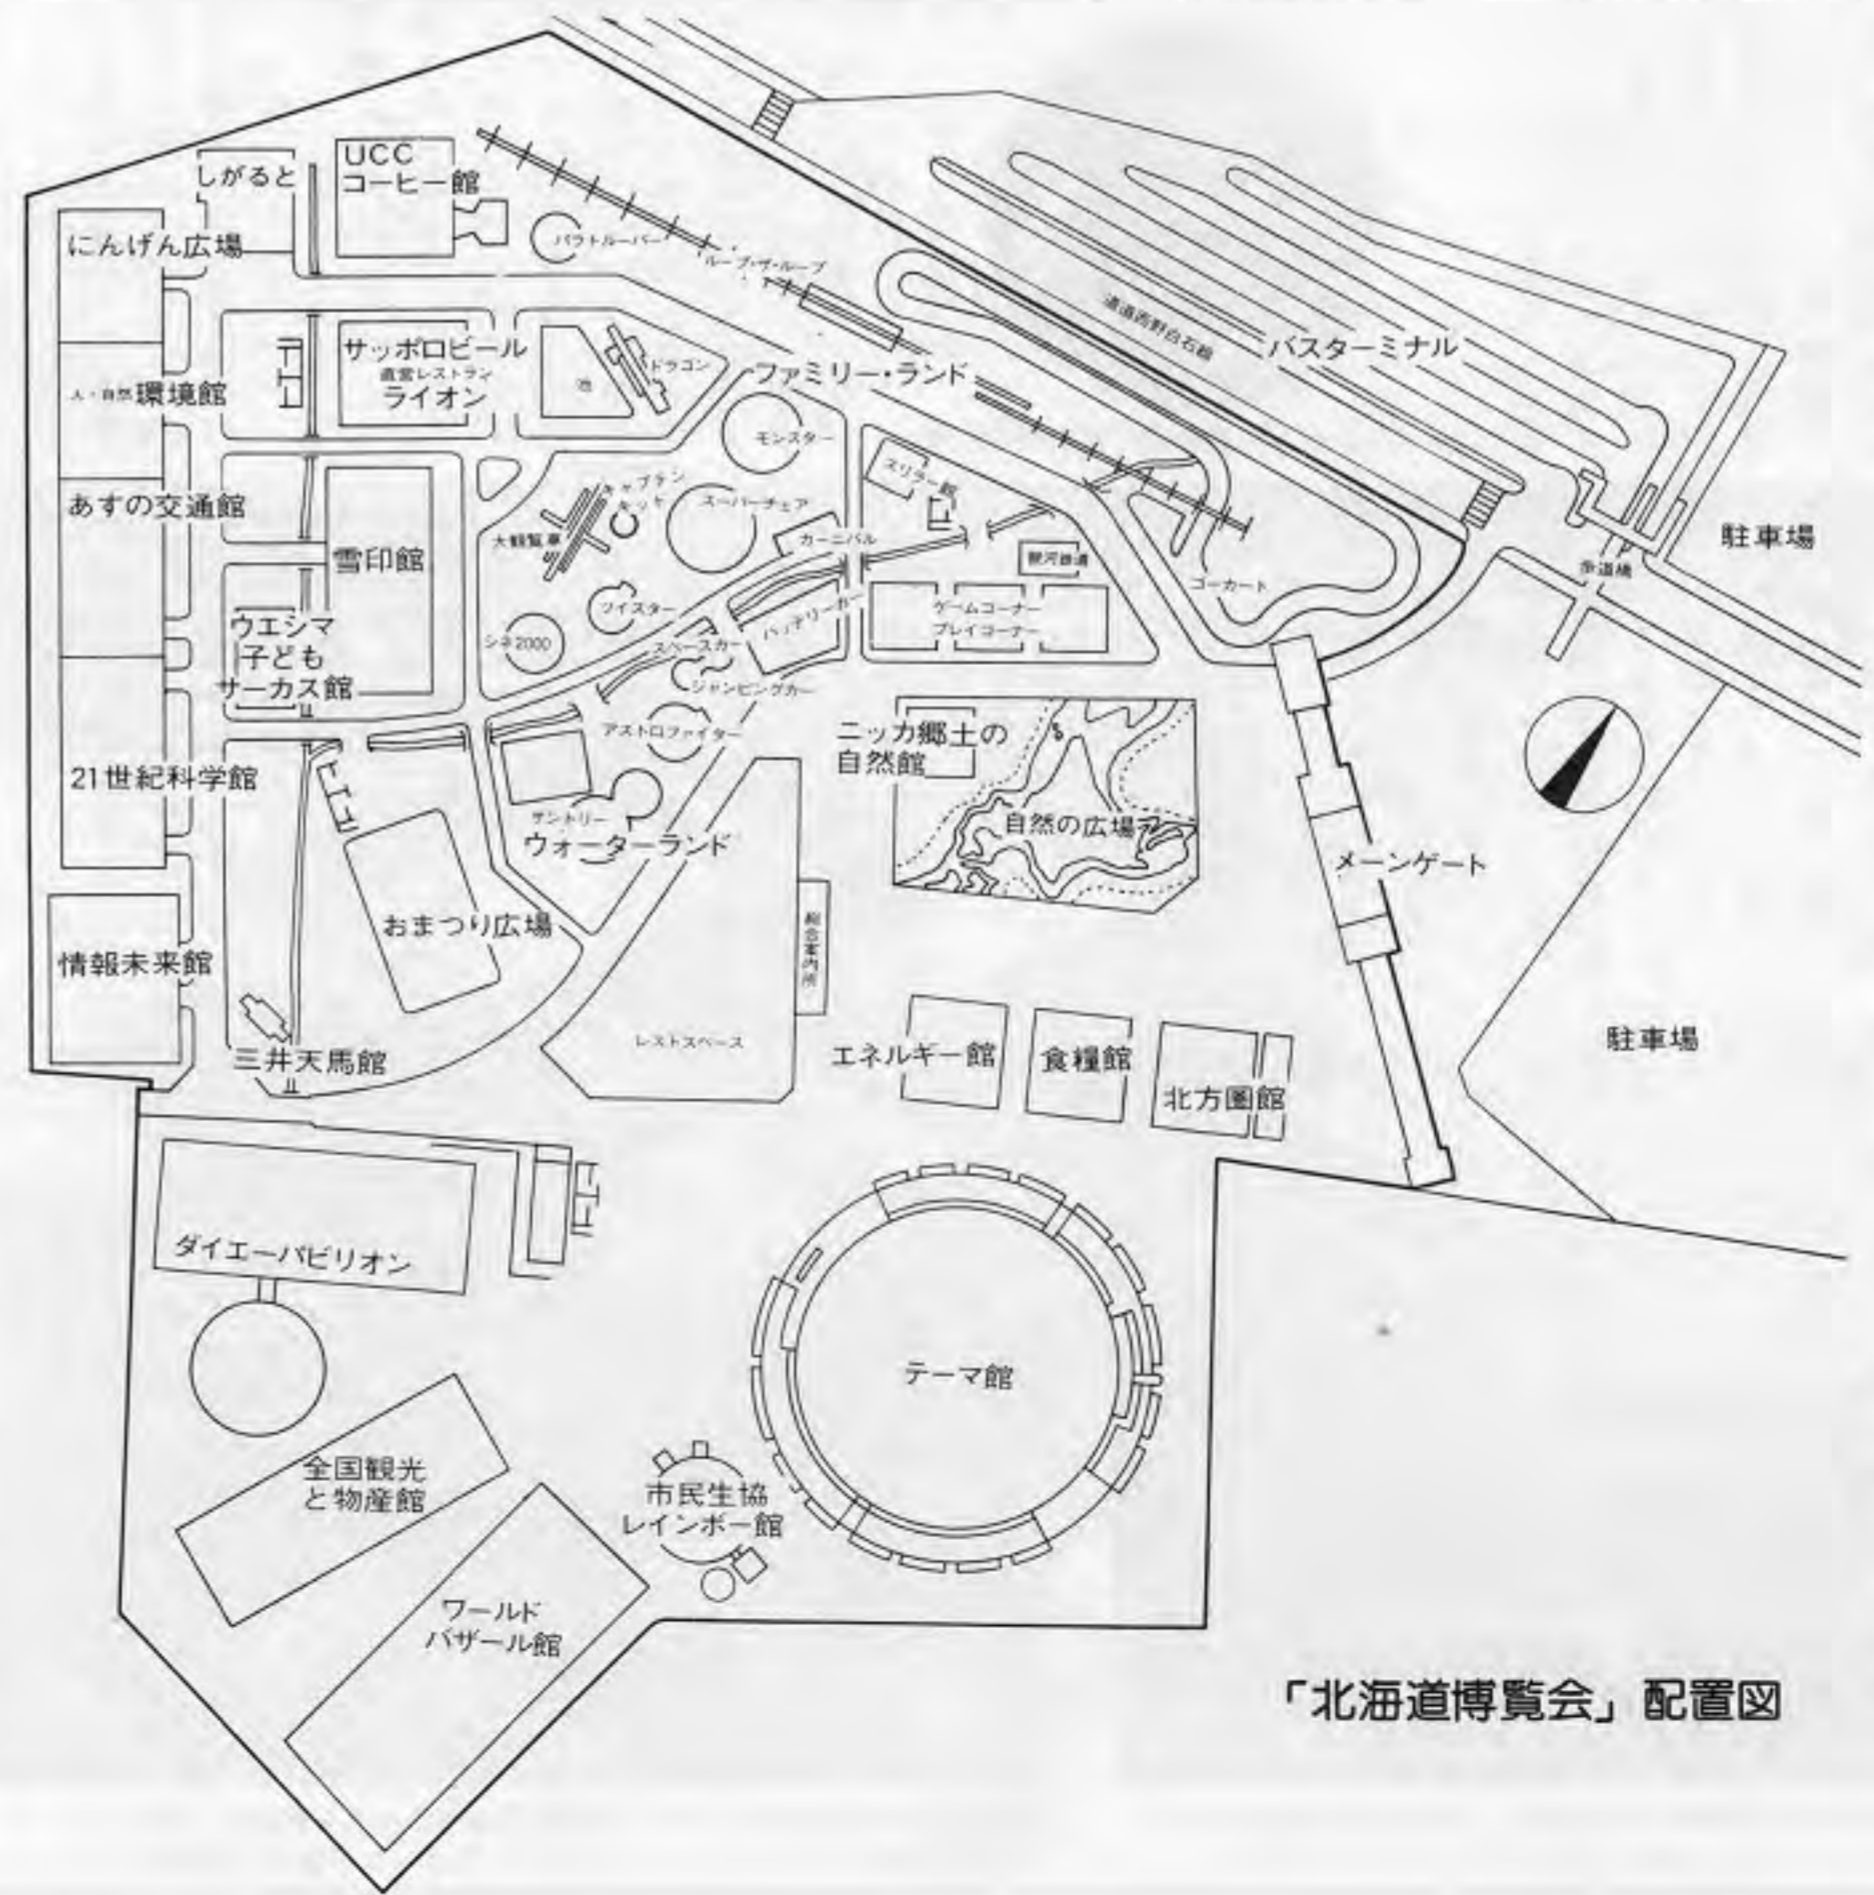 しがると
UCC
コーヒー館
にんげん広場
パラトルーパー
ループ・ザ・ループ
道道西野白石線
バスターミナル
サッポロビール
直営レストラン
ライオン
池
ドラゴン
ファミリー・ランド
人・自然環境館
モンスター
スリラー館
キャプテン
キッド
スーパーチェア
あすの交通館
大観覧車
カーニバル
駐車場
雪印館
銀河鉄道
歩道橋
ゴーカート
ツイスター
バッテリーカー
ゲームコーナー
プレイコーナー
ウエシマ
子ども
サーカス館
シネ2000
スペースカー
ジャンピングカー
アストロファイター
ニッカ郷土の
自然館
21世紀科学館
サントリー
ウォーターランド
自然の広場
メーンゲート
おまつり広場
総合案内所
情報未来館
三井天馬館
レストスペース
エネルギー館
食糧館
北方圏館
駐車場
ダイエーパビリオン
テーマ館
全国観光
と物産館
市民生協
レインボー館
ワールド
バザール館
「北海道博覧会」配置図